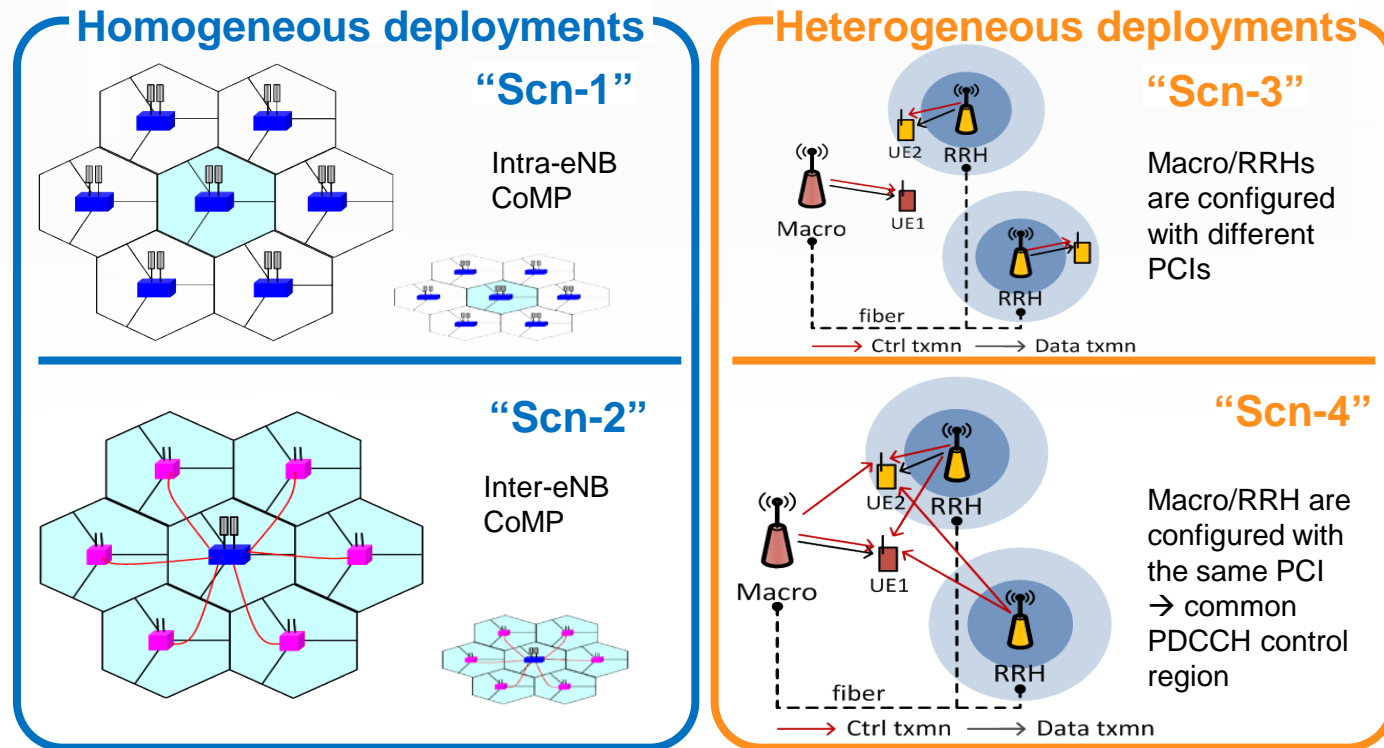 Homogeneous deployments
“Scn-1”
Intra-eNB
CoMP
“Scn-2”
Inter-eNB
CoMP
Heterogeneous deployments
“Scn-3”
UE2
RRH
Macro
UE1
RRH
fiber
Ctrl txmn
Data txmn
Macro/RRHs
are configured
with different
PCIs
“Scn-4”
UE2
RRH
Macro
UE1
RRH
fiber
Ctrl txmn
Data txmn
Macro/RRH are
configured with
the same PCI
→ common
PDCCH control
region